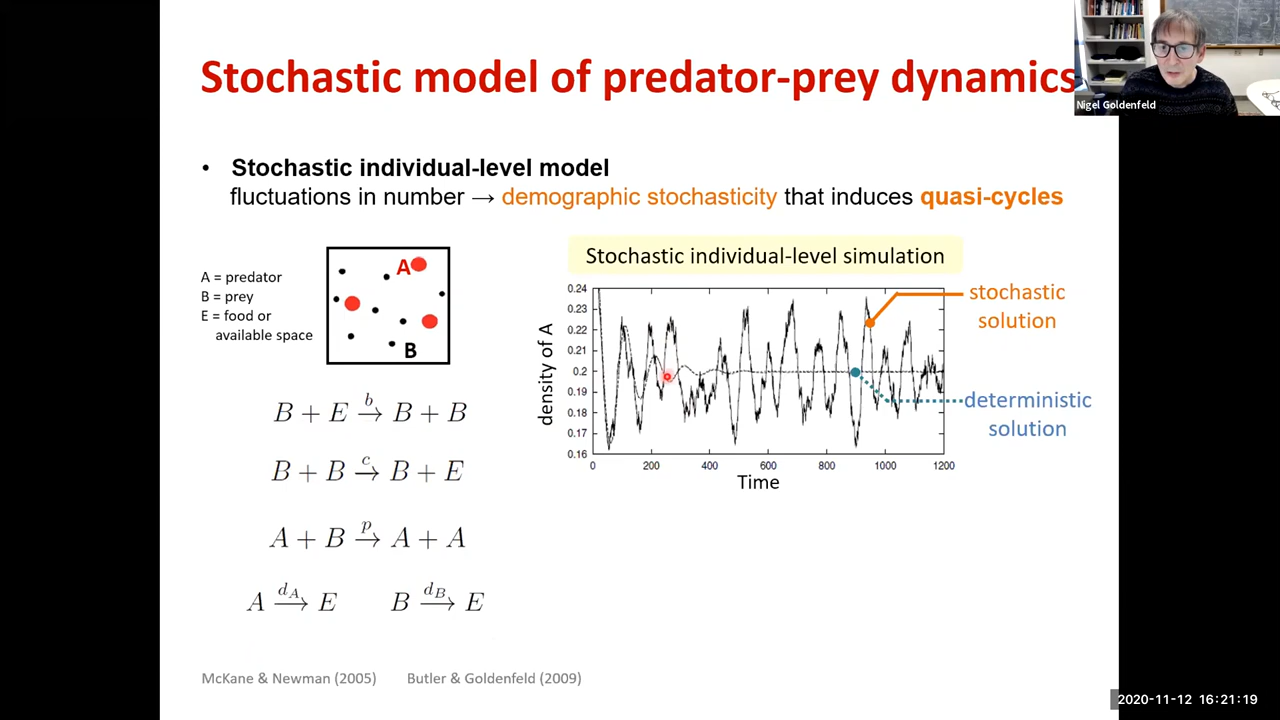 Stochastic model of predator-prey dynamics
Nigel Goldenfeld
• Stochastic individual-level model
fluctuations in number → demographic stochasticity that induces quasi-cycles
A = predator
B = prey
E = food or
available space
A
B
B + E →^b B + B
B + B →^c B + E
A + B →^p A + A
A →^{d_A} E B →^{d_B} E
Stochastic individual-level simulation
density of A
0.24
0.23
0.22
0.21
0.2
0.19
0.18
0.17
0.16
0 200 400 600 800 1000 1200
Time
stochastic
solution
deterministic
solution
McKane & Newman (2005) Butler & Goldenfeld (2009)
2020-11-12 16:21:19